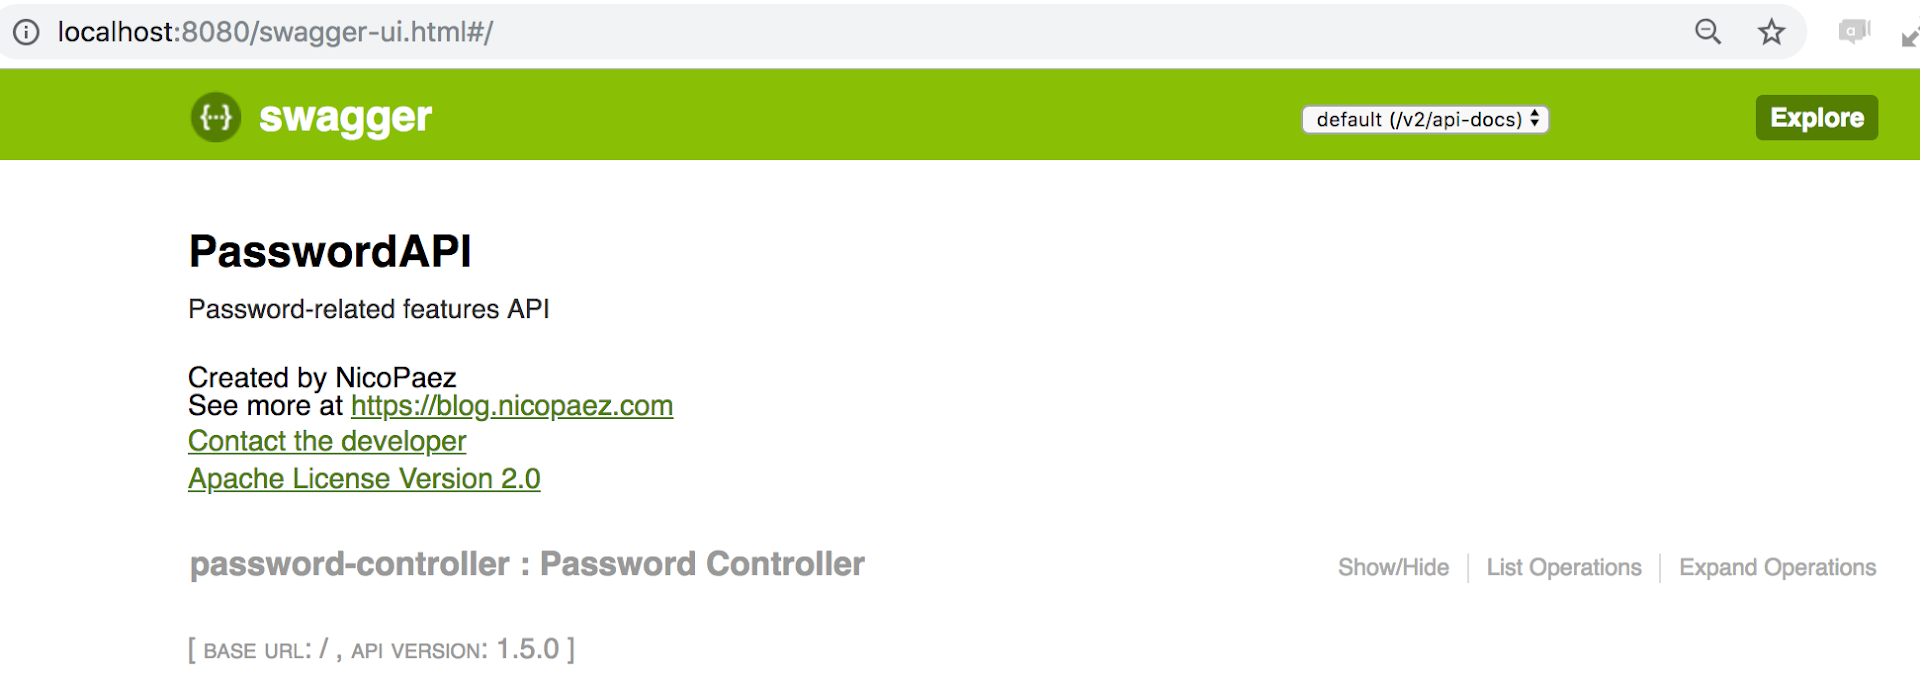 localhost:8080/swagger-ui.html#/
{···} swagger default (/v2/api-docs) Explore
PasswordAPI
Password-related features API
Created by NicoPaez
See more at https://blog.nicopaez.com
Contact the developer
Apache License Version 2.0
password-controller : Password Controller Show/Hide List Operations Expand Operations
[ BASE URL: / , API VERSION: 1.5.0 ]